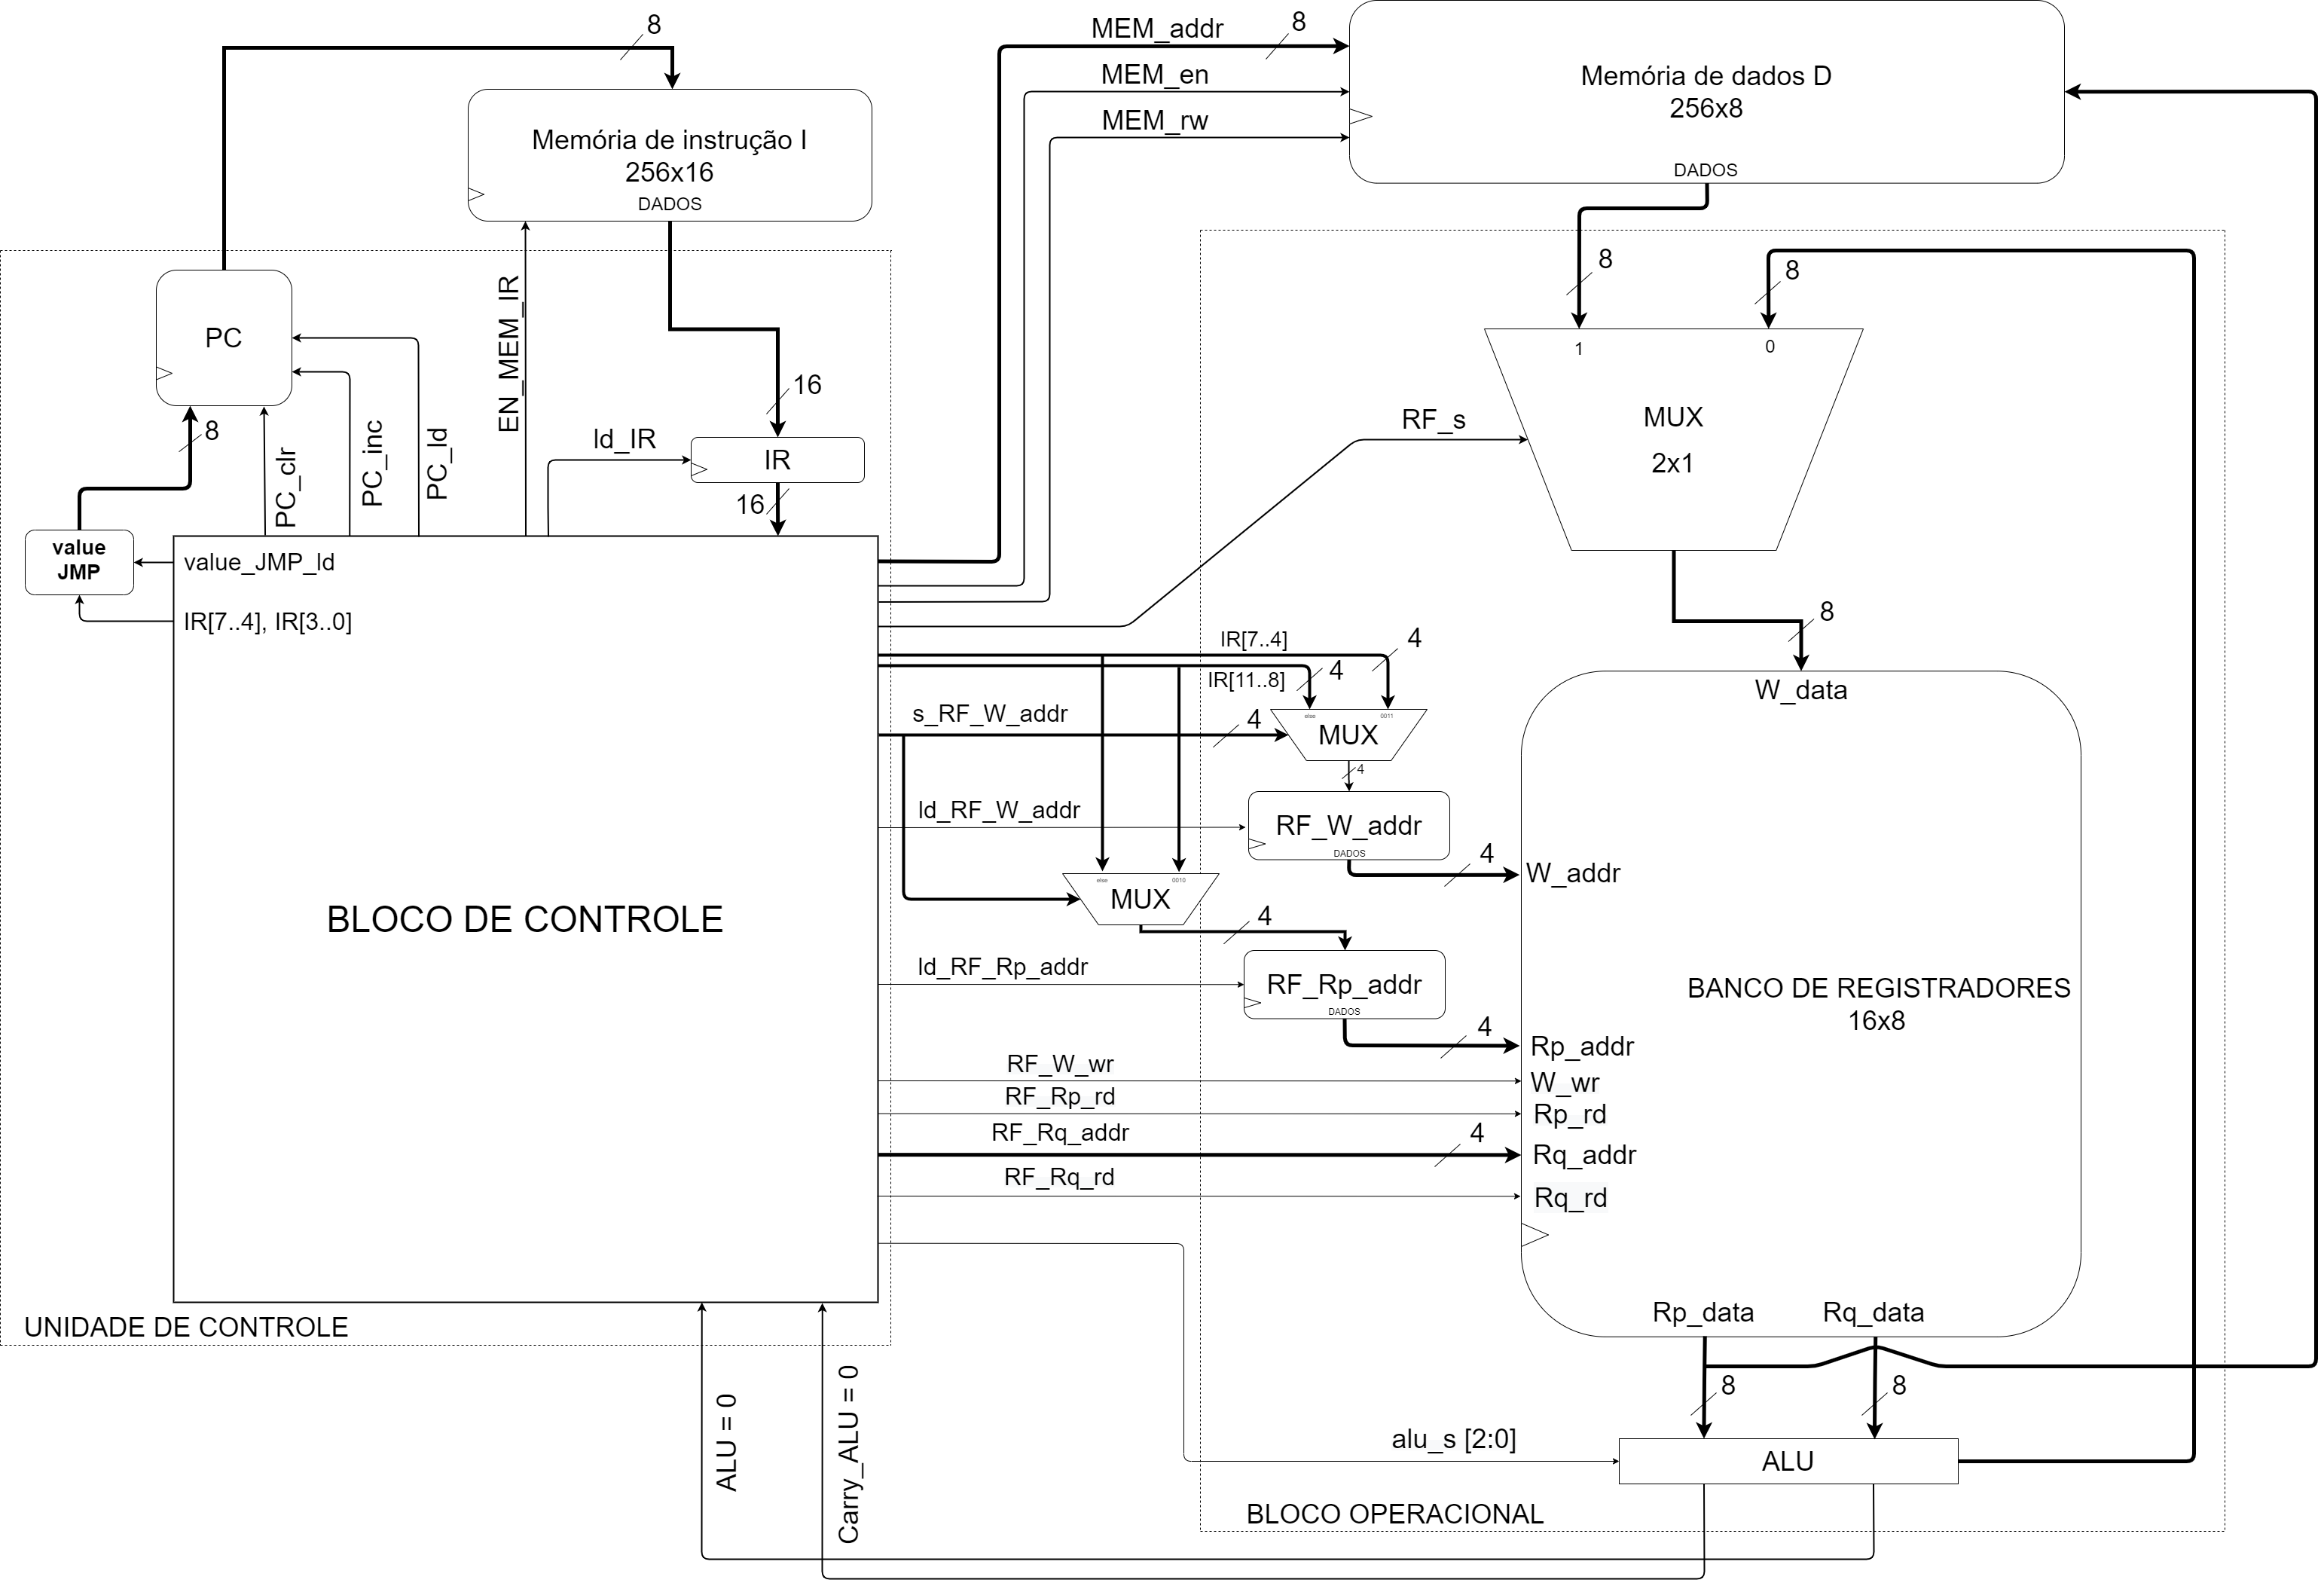 8
MEM_addr
8
MEM_en
MEM_rw
Memória de dados D
256x8
DADOS
Memória de instrução I
256x16
DADOS
PC
8
PC_clr
PC_inc
PC_ld
EN_MEM_IR
ld_IR
16
IR
16
value
JMP
value_JMP_ld
IR[7..4], IR[3..0]
BLOCO DE CONTROLE
UNIDADE DE CONTROLE
8
8
1
0
MUX
2x1
RF_s
8
IR[7..4]
4
IR[11..8]
4
s_RF_W_addr
4
else
0011
MUX
4
ld_RF_W_addr
RF_W_addr
DADOS
4
else
0010
MUX
4
ld_RF_Rp_addr
RF_Rp_addr
DADOS
4
RF_W_wr
RF_Rp_rd
RF_Rq_addr
4
RF_Rq_rd
W_data
W_addr
BANCO DE REGISTRADORES
16x8
Rp_addr
W_wr
Rp_rd
Rq_addr
Rq_rd
Rp_data
Rq_data
8
8
alu_s [2:0]
ALU
BLOCO OPERACIONAL
ALU = 0
Carry_ALU = 0